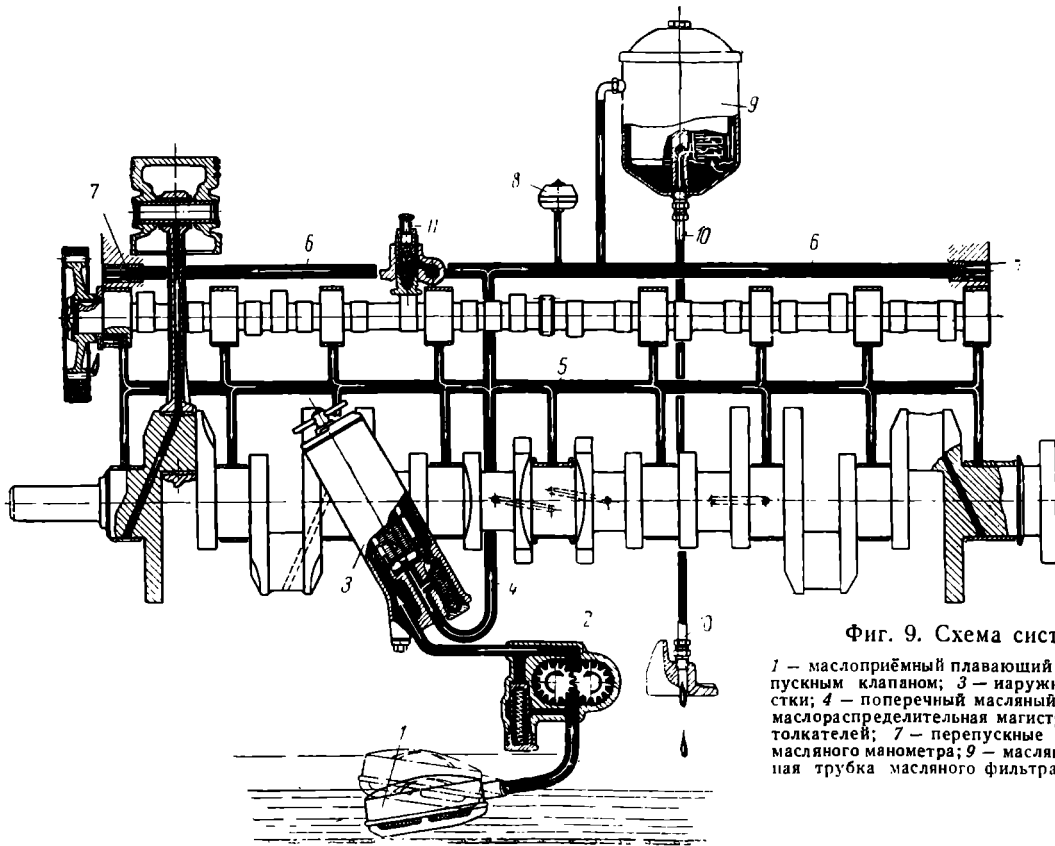 9
8
7
11
10
6
6
7
5
3
4
2
10
1
Фиг. 9. Схема сист
1 — маслоприёмный плавающий
пускным клапаном; 3 — наружн
стки; 4 — поперечный масляный
маслораспределительная магист
толкателей; 7 — перепускные
масляного манометра; 9 — маслян
ная трубка масляного фильтра